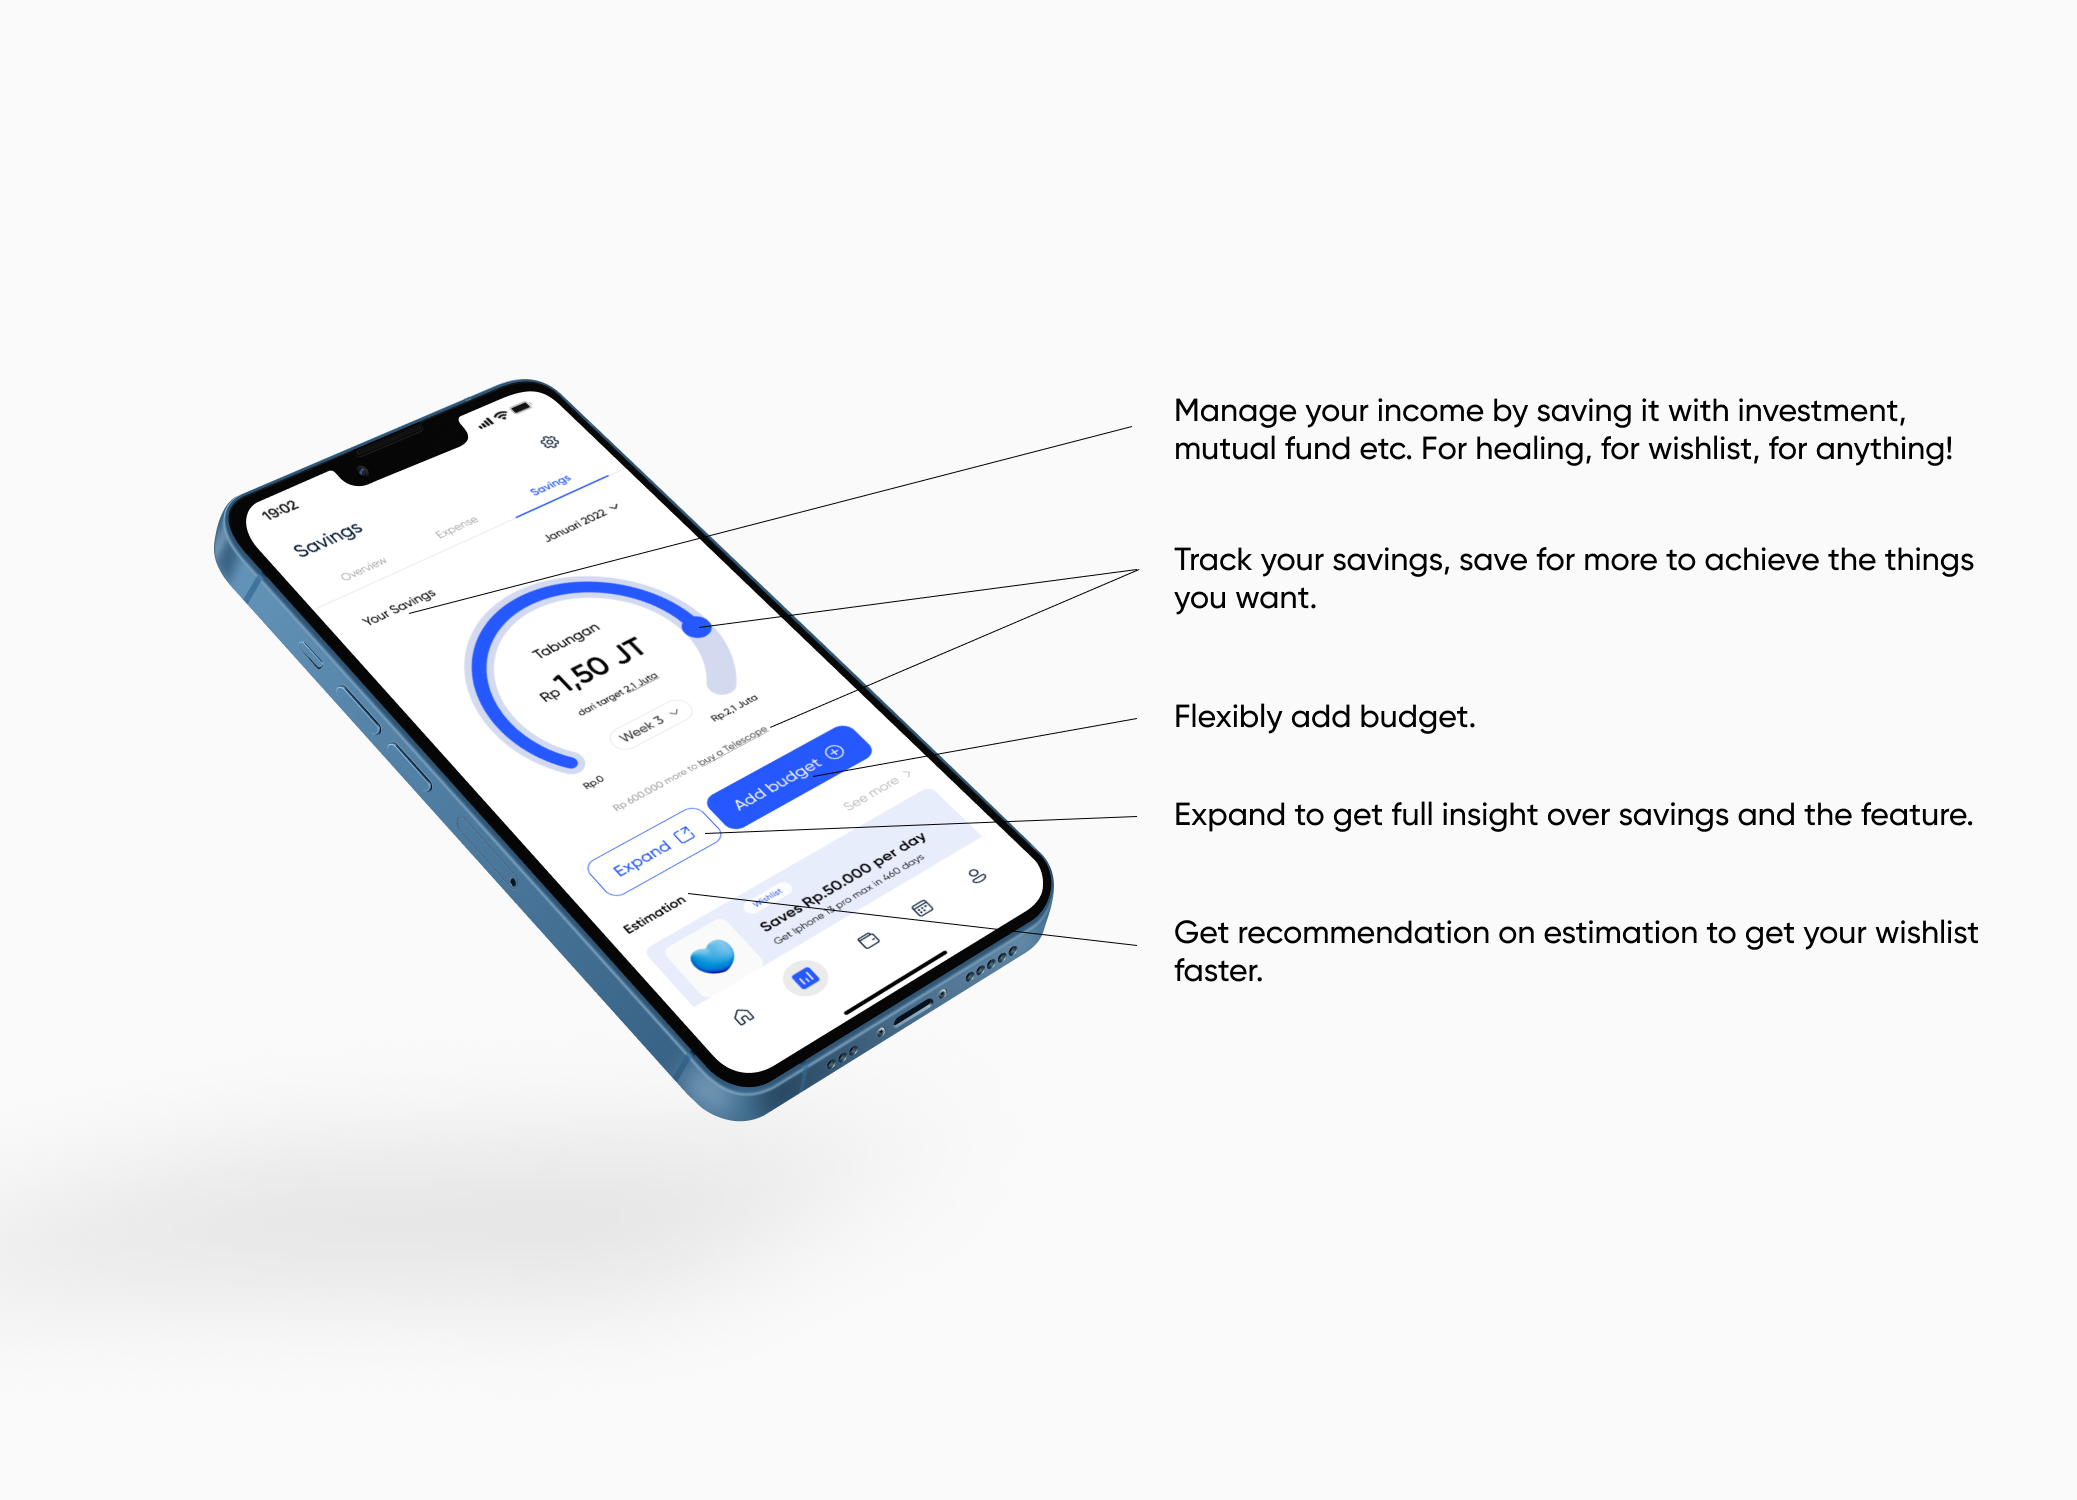 19:02
Savings
Overview
Expense
Savings
Januari 2022
Your Savings
Tabungan
Rp 1,50 JT
dari target 2,1 Juta
Week 3
Rp.0
Rp.2,1 Juta
Rp 600.000 more to buy a Telescope
Expand
Add budget
Estimation
See more
Wishlist
Saves Rp.50.000 per day
Get Iphone 13 pro max in 460 days
Manage your income by saving it with investment,
mutual fund etc. For healing, for wishlist, for anything!
Track your savings, save for more to achieve the things
you want.
Flexibly add budget.
Expand to get full insight over savings and the feature.
Get recommendation on estimation to get your wishlist
faster.